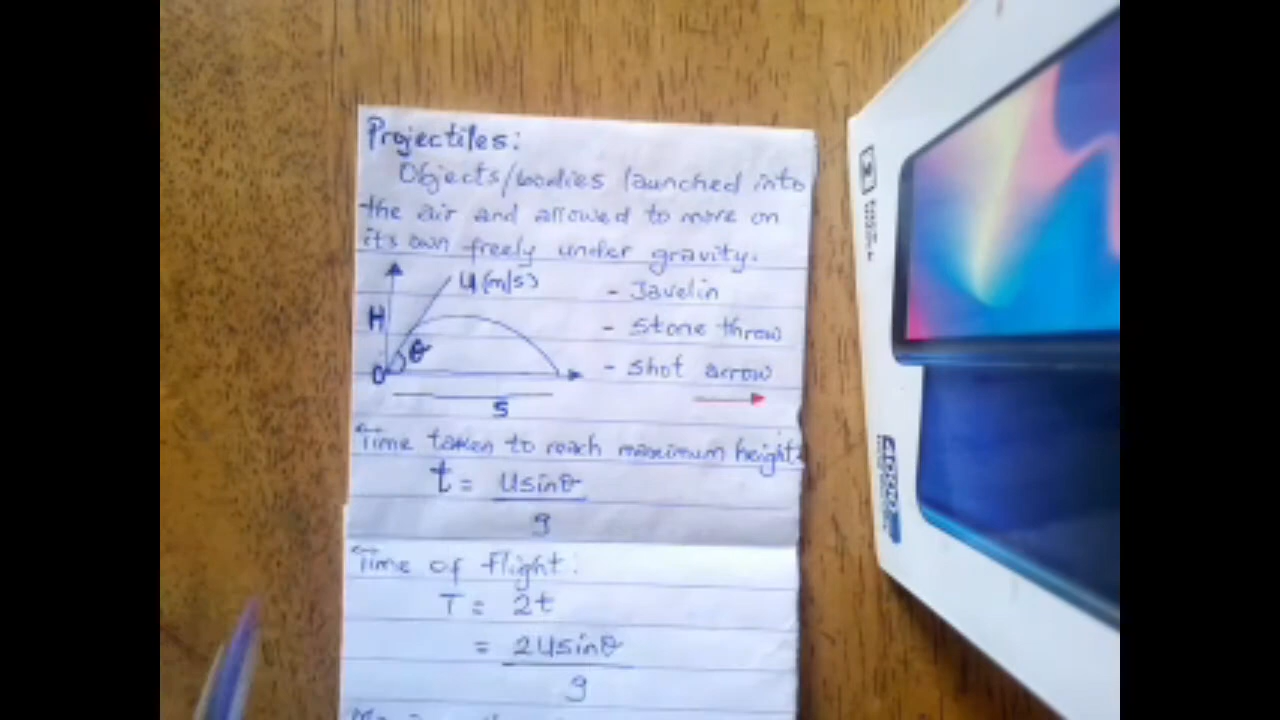 Projectiles:
Objects/bodies launched into
the air and allowed to move on
its own freely under gravity.
U(m/s)
H
θ
O
S
- Javelin
- Stone throw
- Shot arrow
Time taken to reach maximum height.
t = Usinθ
g
Time of flight:
T = 2t
= 2Usinθ
g